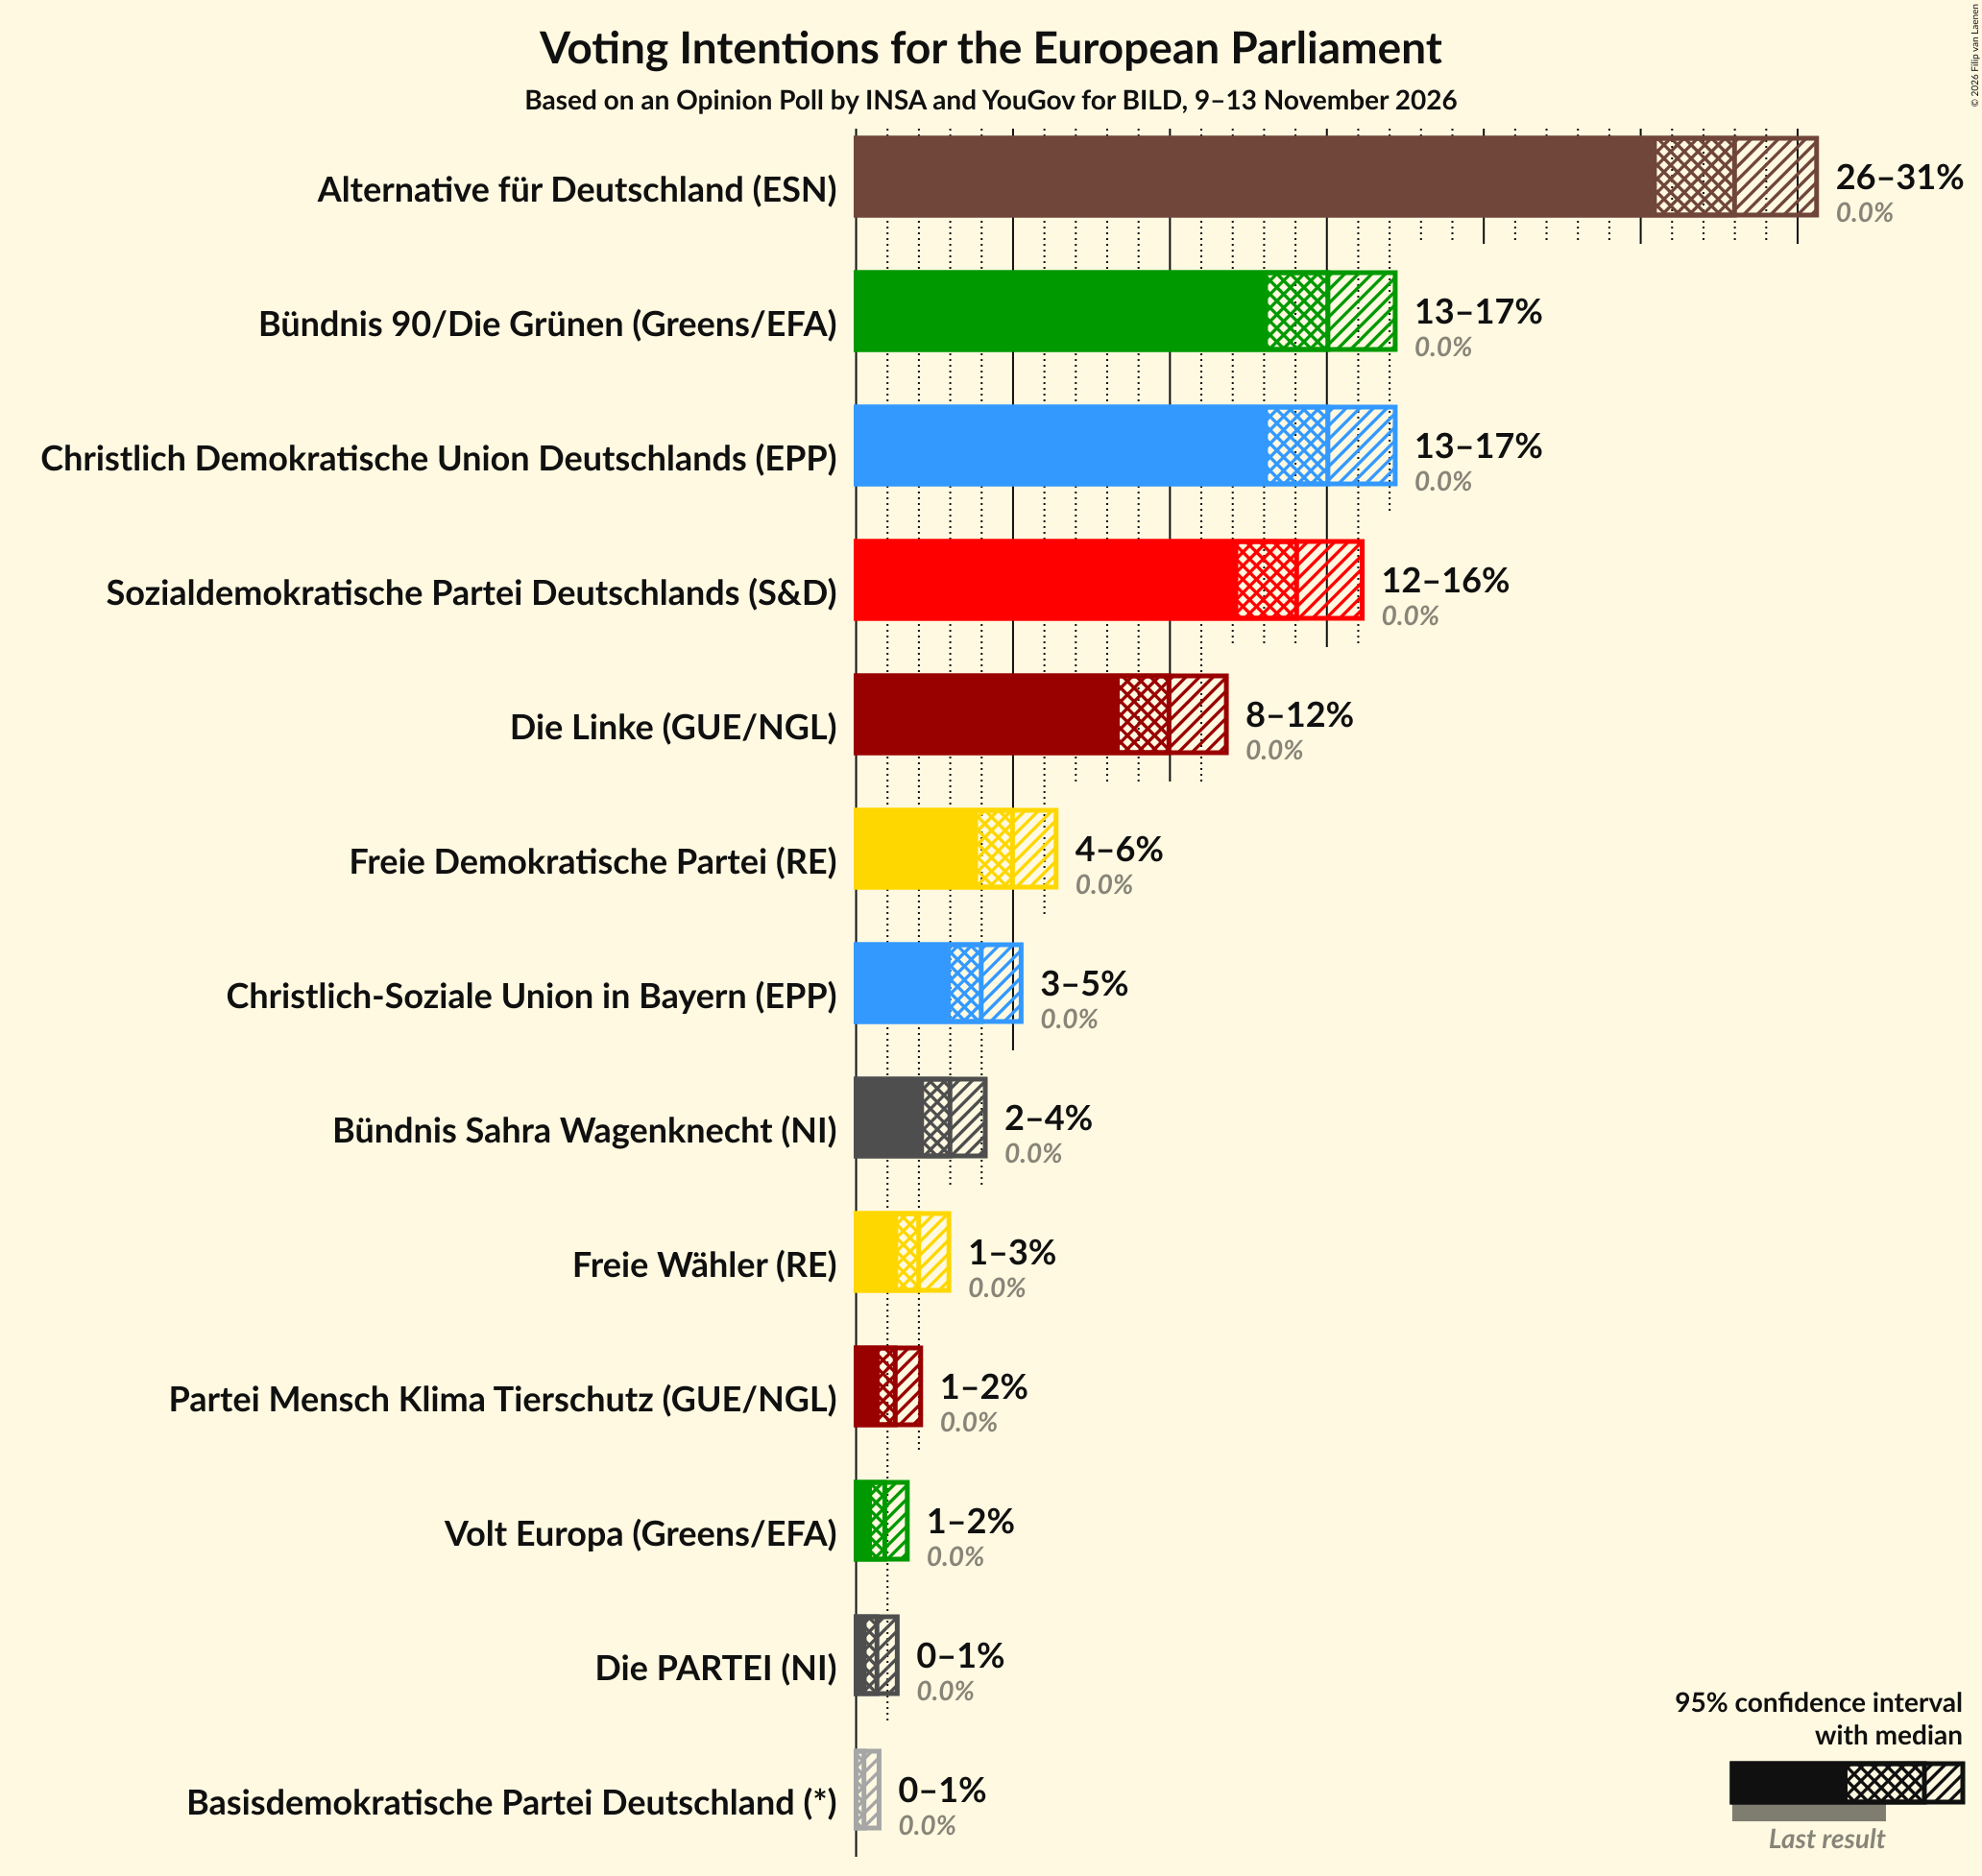 Voting Intentions for the European Parliament
Based on an Opinion Poll by INSA and YouGov for BILD, 9–13 November 2026
© 2026 Filip van Laenen
Alternative für Deutschland (ESN)
26–31%
0.0%
Bündnis 90/Die Grünen (Greens/EFA)
13–17%
0.0%
Christlich Demokratische Union Deutschlands (EPP)
13–17%
0.0%
Sozialdemokratische Partei Deutschlands (S&D)
12–16%
0.0%
Die Linke (GUE/NGL)
8–12%
0.0%
Freie Demokratische Partei (RE)
4–6%
0.0%
Christlich-Soziale Union in Bayern (EPP)
3–5%
0.0%
Bündnis Sahra Wagenknecht (NI)
2–4%
0.0%
Freie Wähler (RE)
1–3%
0.0%
Partei Mensch Klima Tierschutz (GUE/NGL)
1–2%
0.0%
Volt Europa (Greens/EFA)
1–2%
0.0%
Die PARTEI (NI)
0–1%
0.0%
Basisdemokratische Partei Deutschland (*)
0–1%
0.0%
95% confidence interval
with median
Last result